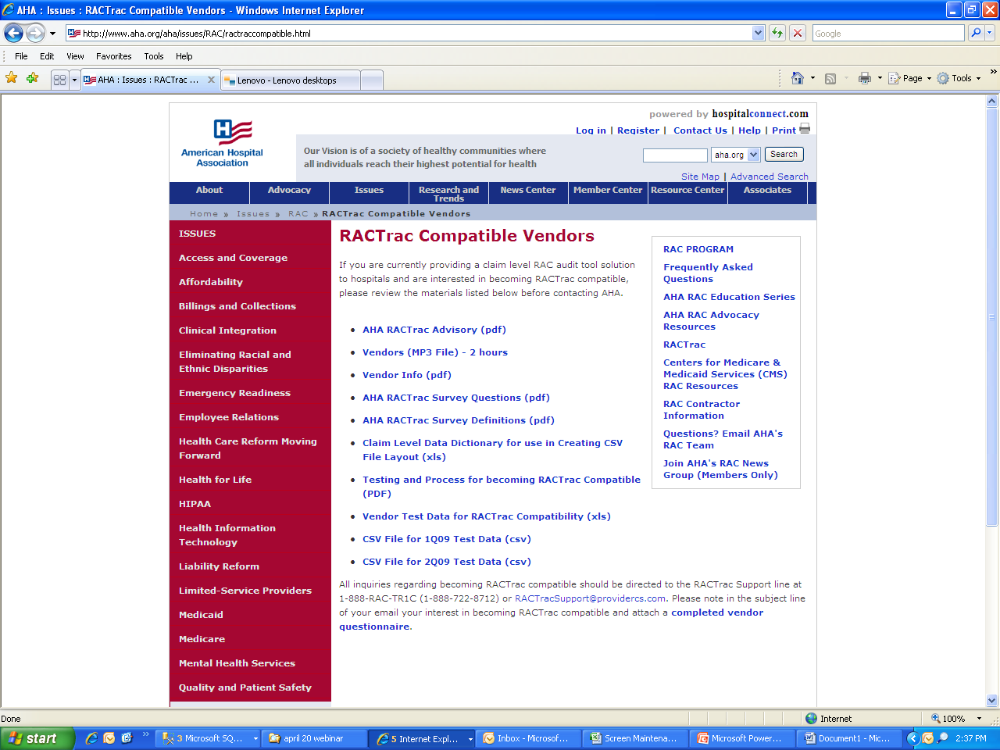 AHA : Issues : RACTrac Compatible Vendors - Windows Internet Explorer
http://www.aha.org/aha/issues/RAC/ractraccompatible.html
Google
File Edit View Favorites Tools Help
AHA : Issues : RACTrac ...
Lenovo - Lenovo desktops
Page Tools
powered by hospitalconnect.com
Log in | Register | Contact Us | Help | Print
American Hospital
Association
Our Vision is of a society of healthy communities where
all individuals reach their highest potential for health
aha.org Search
Site Map | Advanced Search
About
Advocacy
Issues
Research and
Trends
News Center
Member Center
Resource Center
Associates
Home » Issues » RAC » RACTrac Compatible Vendors
ISSUES
Access and Coverage
Affordability
Billings and Collections
Clinical Integration
Eliminating Racial and
Ethnic Disparities
Emergency Readiness
Employee Relations
Health Care Reform Moving
Forward
Health for Life
HIPAA
Health Information
Technology
Liability Reform
Limited-Service Providers
Medicaid
Medicare
Mental Health Services
Quality and Patient Safety
RACTrac Compatible Vendors
If you are currently providing a claim level RAC audit tool solution
to hospitals and are interested in becoming RACTrac compatible,
please review the materials listed below before contacting AHA.
• AHA RACTrac Advisory (pdf)
• Vendors (MP3 File) - 2 hours
• Vendor Info (pdf)
• AHA RACTrac Survey Questions (pdf)
• AHA RACTrac Survey Definitions (pdf)
• Claim Level Data Dictionary for use in Creating CSV
File Layout (xls)
• Testing and Process for becoming RACTrac Compatible
(PDF)
• Vendor Test Data for RACTrac Compatibility (xls)
• CSV File for 1Q09 Test Data (csv)
• CSV File for 2Q09 Test Data (csv)
All inquiries regarding becoming RACTrac compatible should be directed to the RACTrac Support line at
1-888-RAC-TR1C (1-888-722-8712) or RACTracSupport@providercs.com. Please note in the subject line
of your email your interest in becoming RACTrac compatible and attach a completed vendor
questionnaire.
RAC PROGRAM
Frequently Asked
Questions
AHA RAC Education Series
AHA RAC Advocacy
Resources
RACTrac
Centers for Medicare &
Medicaid Services (CMS)
RAC Resources
RAC Contractor
Information
Questions? Email AHA's
RAC Team
Join AHA's RAC News
Group (Members Only)
Done
Internet
100%
start
3 Microsoft SQ...
april 20 webinar
5 Internet Expl...
Inbox - Microsof...
Screen Maintena...
Microsoft Power...
Document1 - Mic...
2:37 PM